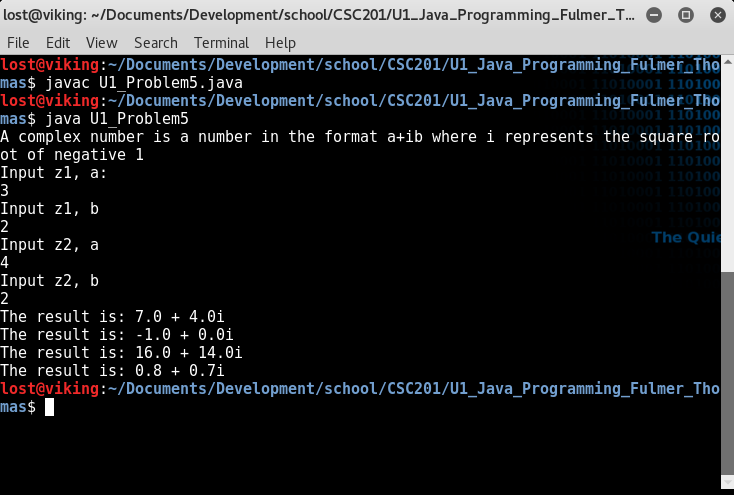 lost@viking: ~/Documents/Development/school/CSC201/U1_Java_Programming_Fulmer_T...
File Edit View Search Terminal Help
lost@viking:~/Documents/Development/school/CSC201/U1_Java_Programming_Fulmer_Tho
mas$ javac U1_Problem5.java
lost@viking:~/Documents/Development/school/CSC201/U1_Java_Programming_Fulmer_Tho
mas$ java U1_Problem5
A complex number is a number in the format a+ib where i represents the square ro
ot of negative 1
Input z1, a:
3
Input z1, b
2
Input z2, a
The Quie
4
Input z2, b
2
The result is: 7.0 + 4.0i
The result is: -1.0 + 0.0i
The result is: 16.0 + 14.0i
The result is: 0.8 + 0.7i
lost@viking:~/Documents/Development/school/CSC201/U1_Java_Programming_Fulmer_Tho
mas$